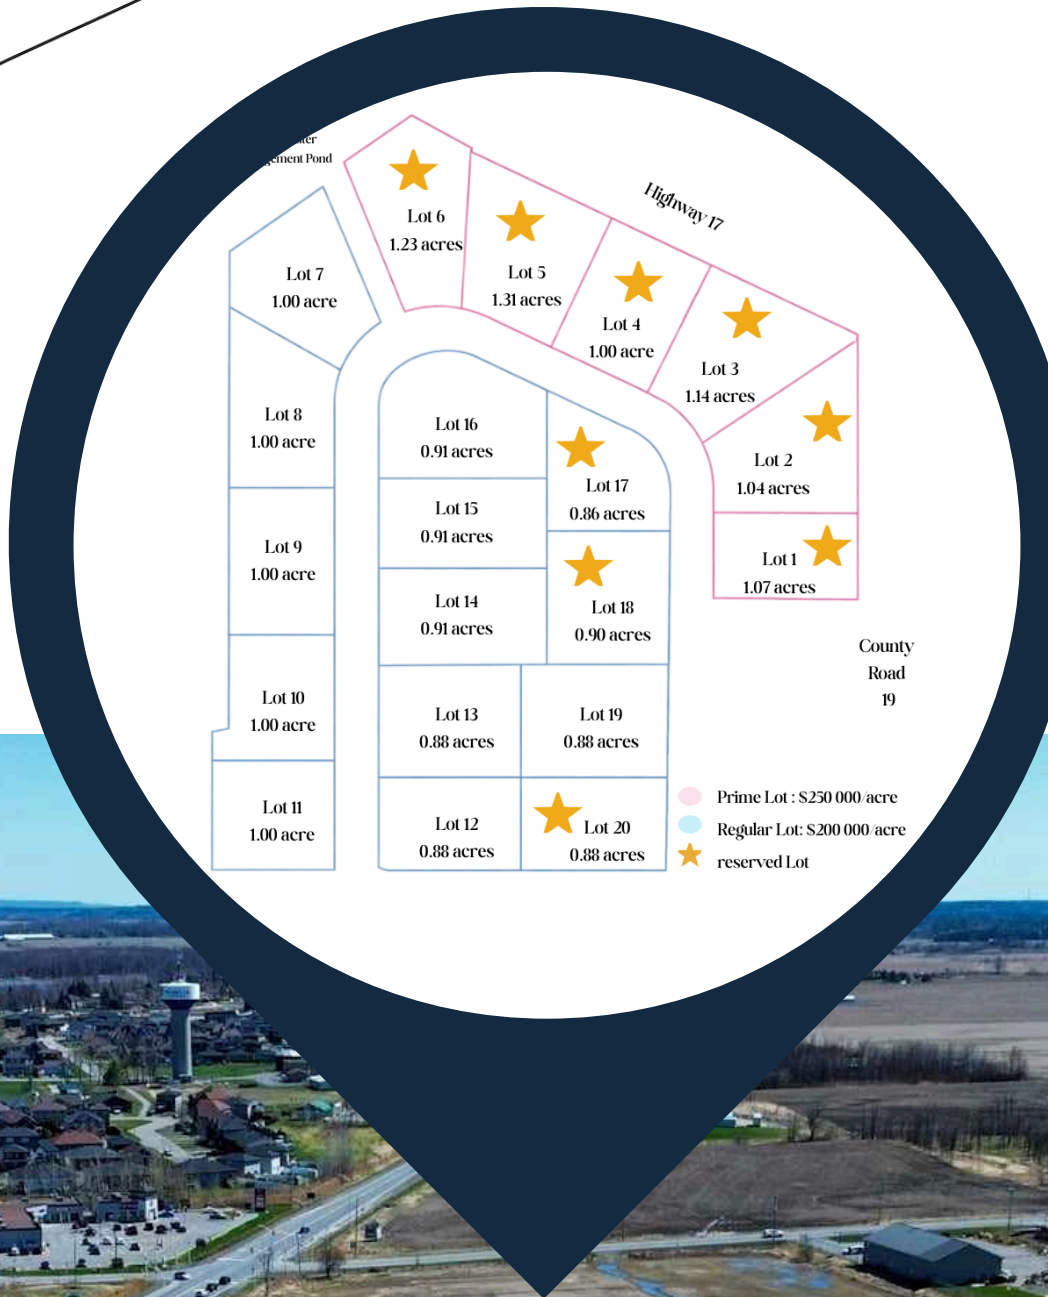 Pond
Highway 17
Lot 6
1.23 acres
Lot 5
1.31 acres
Lot 4
1.00 acre
Lot 3
1.14 acres
Lot 2
1.04 acres
Lot 1
1.07 acres
Lot 7
1.00 acre
Lot 8
1.00 acre
Lot 9
1.00 acre
Lot 10
1.00 acre
Lot 11
1.00 acre
Lot 16
0.91 acres
Lot 15
0.91 acres
Lot 14
0.91 acres
Lot 13
0.88 acres
Lot 12
0.88 acres
Lot 17
0.86 acres
Lot 18
0.90 acres
Lot 19
0.88 acres
Lot 20
0.88 acres
County
Road
19
Prime Lot : $250 000/acre
Regular Lot: $200 000/acre
reserved Lot